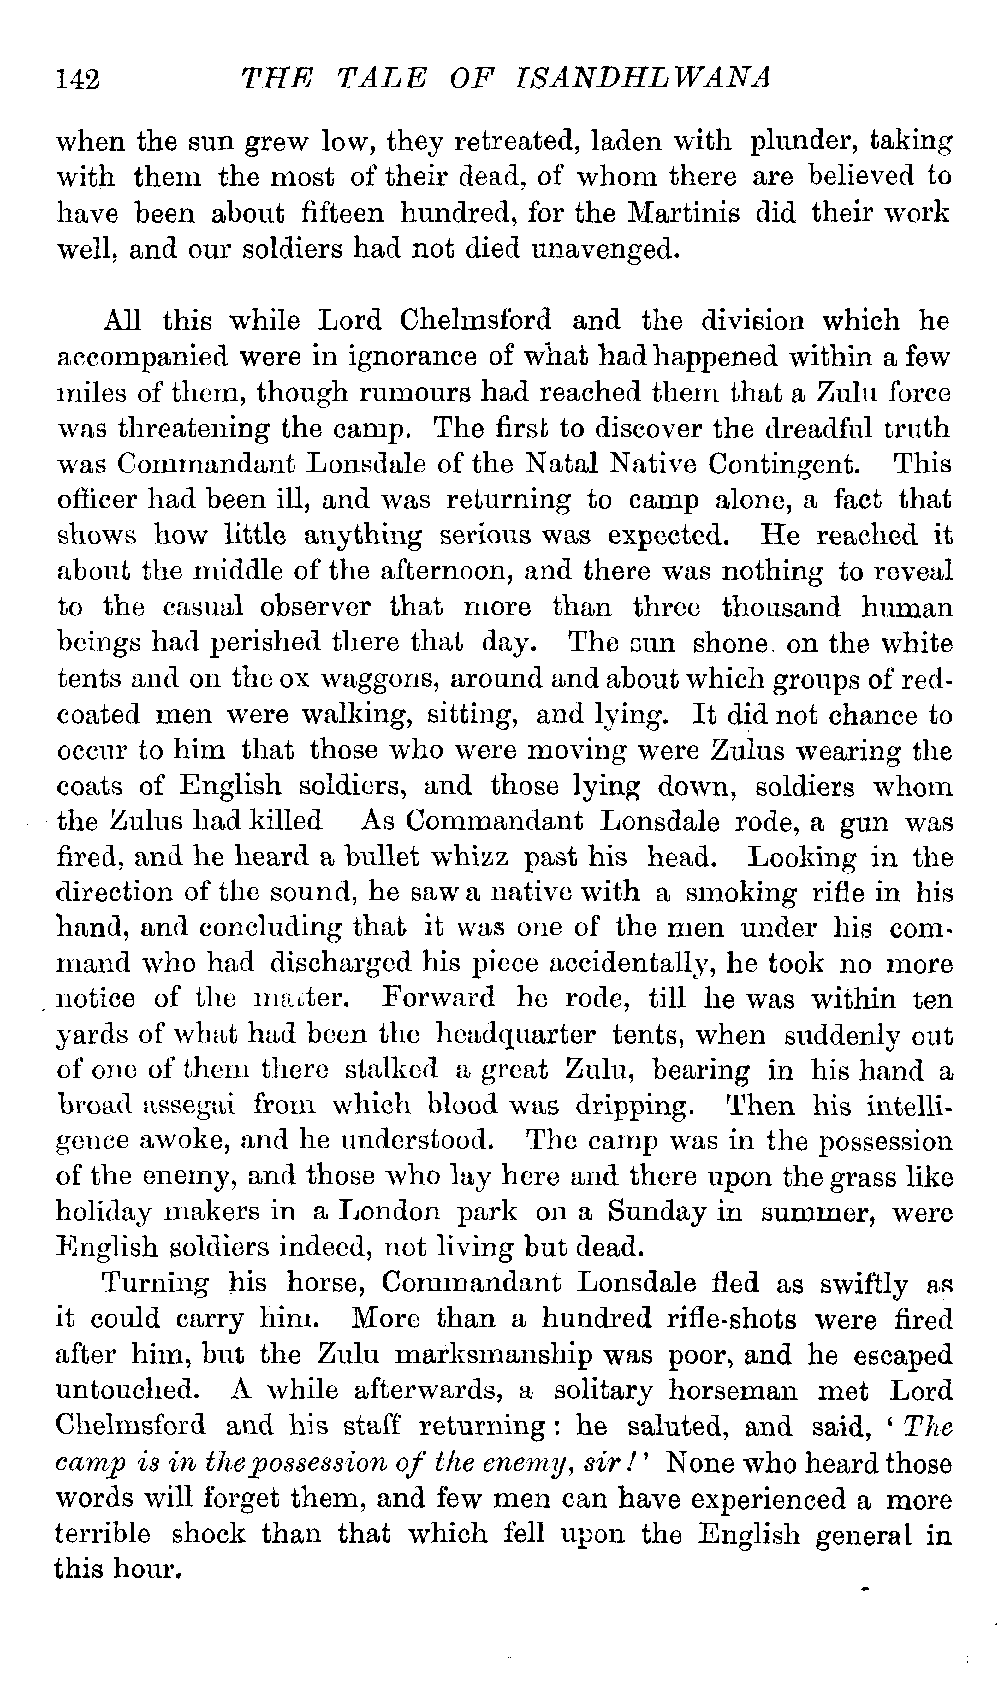 142 THE TALE OF ISANDHLWANA
when the sun grew low, they retreated, laden with plunder, taking
with them the most of their dead, of whom there are believed to
have been about fifteen hundred, for the Martinis did their work
well, and our soldiers had not died unavenged.
All this while Lord Chelmsford and the division which he
accompanied were in ignorance of what had happened within a few
miles of them, though rumours had reached them that a Zulu force
was threatening the camp. The first to discover the dreadful truth
was Commandant Lonsdale of the Natal Native Contingent. This
officer had been ill, and was returning to camp alone, a fact that
shows how little anything serious was expected. He reached it
about the middle of the afternoon, and there was nothing to reveal
to the casual observer that more than three thousand human
beings had perished there that day. The sun shone on the white
tents and on the ox waggons, around and about which groups of red-
coated men were walking, sitting, and lying. It did not chance to
occur to him that those who were moving were Zulus wearing the
coats of English soldiers, and those lying down, soldiers whom
the Zulus had killed As Commandant Lonsdale rode, a gun was
fired, and he heard a bullet whizz past his head. Looking in the
direction of the sound, he saw a native with a smoking rifle in his
hand, and concluding that it was one of the men under his com-
mand who had discharged his piece accidentally, he took no more
notice of the matter. Forward he rode, till he was within ten
yards of what had been the headquarter tents, when suddenly out
of one of them there stalked a great Zulu, bearing in his hand a
broad assegai from which blood was dripping. Then his intelli-
gence awoke, and he understood. The camp was in the possession
of the enemy, and those who lay here and there upon the grass like
holiday makers in a London park on a Sunday in summer, were
English soldiers indeed, not living but dead.
Turning his horse, Commandant Lonsdale fled as swiftly as
it could carry him. More than a hundred rifle-shots were fired
after him, but the Zulu marksmanship was poor, and he escaped
untouched. A while afterwards, a solitary horseman met Lord
Chelmsford and his staff returning: he saluted, and said, ‘The
camp is in the possession of the enemy, sir!’ None who heard those
words will forget them, and few men can have experienced a more
terrible shock than that which fell upon the English general in
this hour.